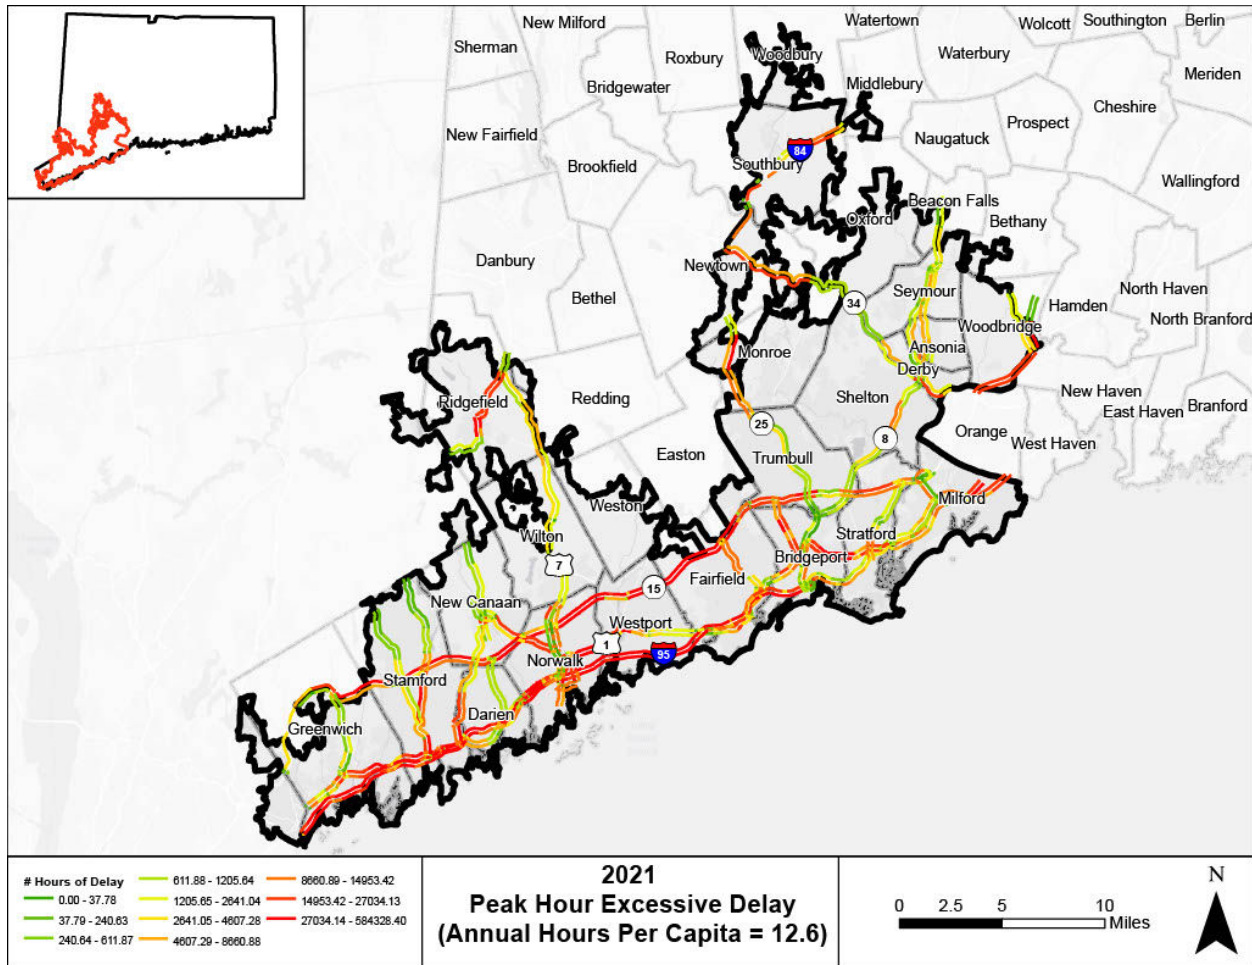 New Milford
Watertown
Wolcott
Southington
Berlin
Sherman
Roxbury
Woodbury
Waterbury
Middlebury
Meriden
Bridgewater
Cheshire
New Fairfield
Prospect
Naugatuck
Brookfield
84
Southbury
Wallingford
Beacon Falls
Oxford
Bethany
Danbury
Newtown
Bethel
Seymour
North Haven
34
Hamden
Woodbridge
North Branford
Ansonia
Monroe
Derby
Redding
Ridgefield
Shelton
New Haven
East Haven
Branford
25
8
Orange
West Haven
Easton
Trumbull
Milford
Weston
Stratford
Wilton
Bridgeport
7
Fairfield
15
New Canaan
Westport
1
95
Norwalk
Stamford
Darien
Greenwich
# Hours of Delay
0.00 - 37.78
37.79 - 240.63
240.64 - 611.87
611.88 - 1205.64
1205.65 - 2641.04
2641.05 - 4607.28
4607.29 - 8660.88
8660.89 - 14953.42
14953.42 - 27034.13
27034.14 - 584328.40
2021
Peak Hour Excessive Delay
(Annual Hours Per Capita = 12.6)
0 2.5 5 10
Miles
N